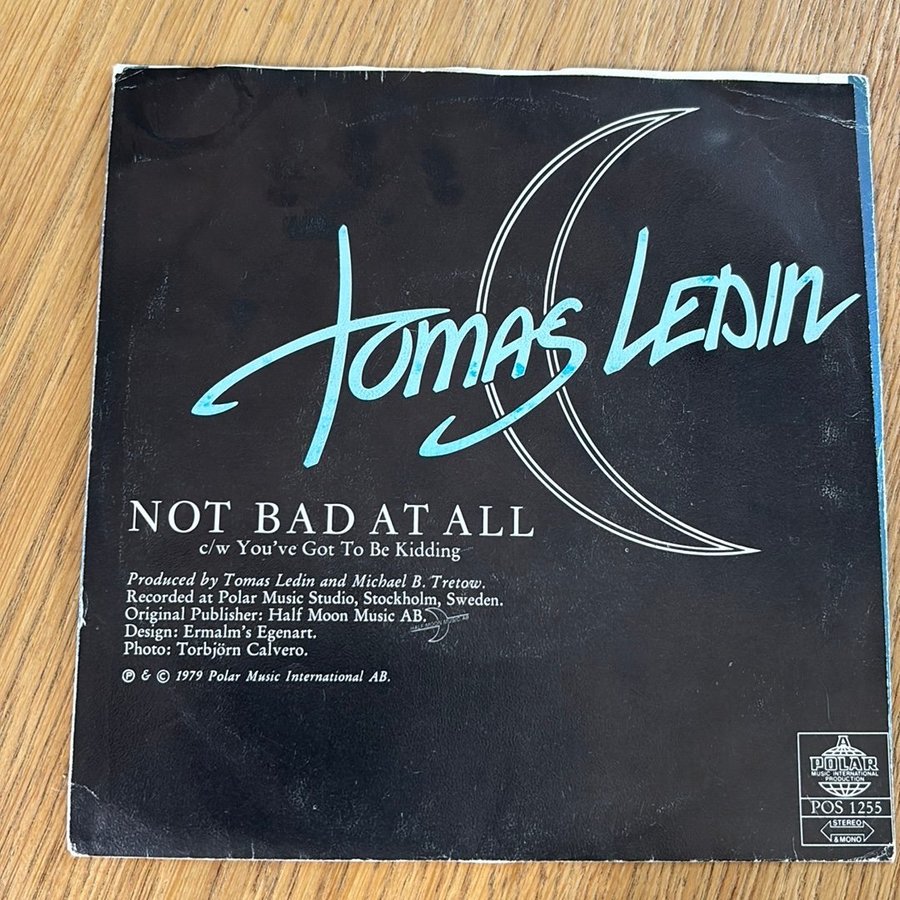 Tomas Ledin
NOT BAD AT ALL
c/w You've Got To Be Kidding
Produced by Tomas Ledin and Michael B. Tretow.
Recorded at Polar Music Studio, Stockholm, Sweden.
Original Publisher: Half Moon Music AB.
Design: Ermalm's Egenart.
Photo: Torbjörn Calvero.
℗ & © 1979 Polar Music International AB.
A
POLAR
MUSIC INTERNATIONAL
PRODUCTION
POS 1255
STEREO
& MONO